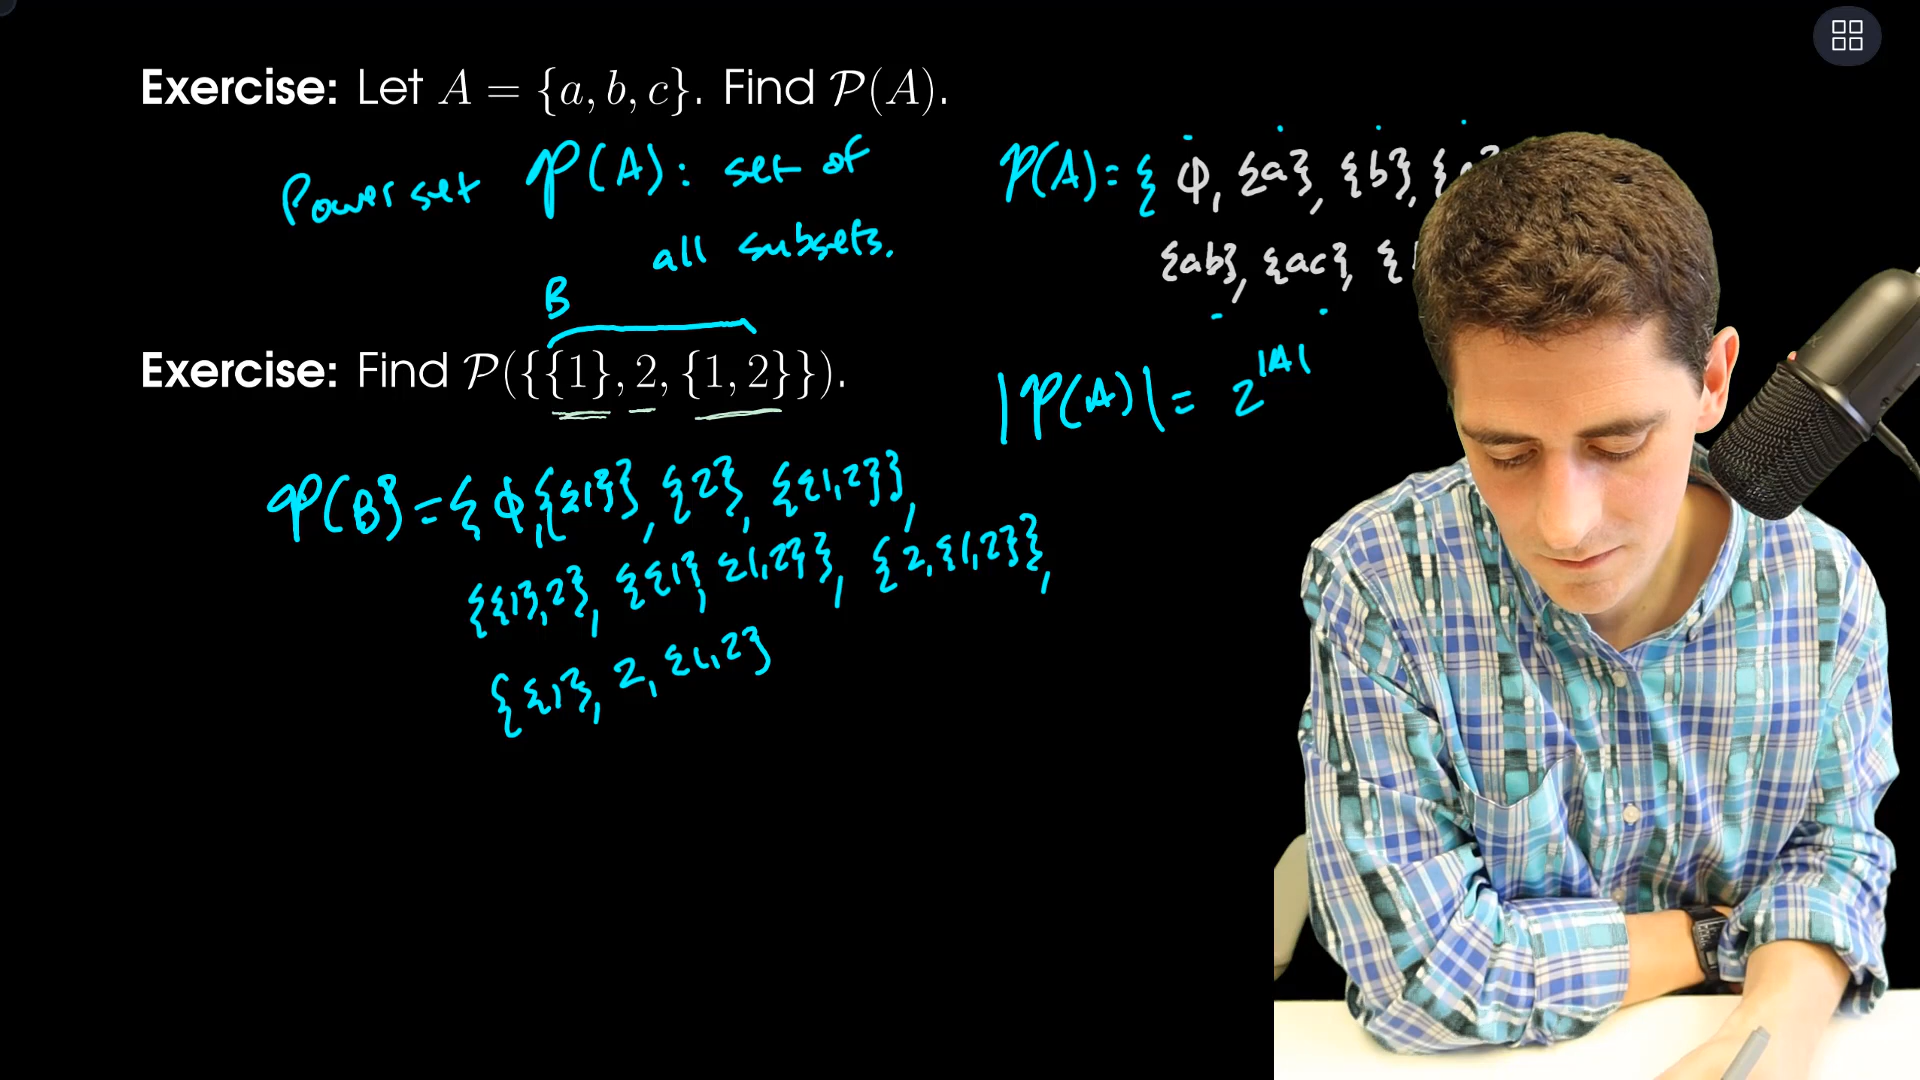 Exercise: Let A = {a, b, c}. Find 𝒫(A).
Power set 𝒫(A): set of
all subsets.
𝒫(A) = { ϕ, {a}, {b}, {
{ab}, {ac}, {
B
Exercise: Find 𝒫({{1}, 2, {1, 2}}).
|𝒫(A)| = 2^|A|
𝒫(B) = { ϕ, {{1}}, {2}, {{1,2}},
{{1},2}, {{1}, {1,2}}, {2,{1,2}},
{{1}, 2, {1,2}